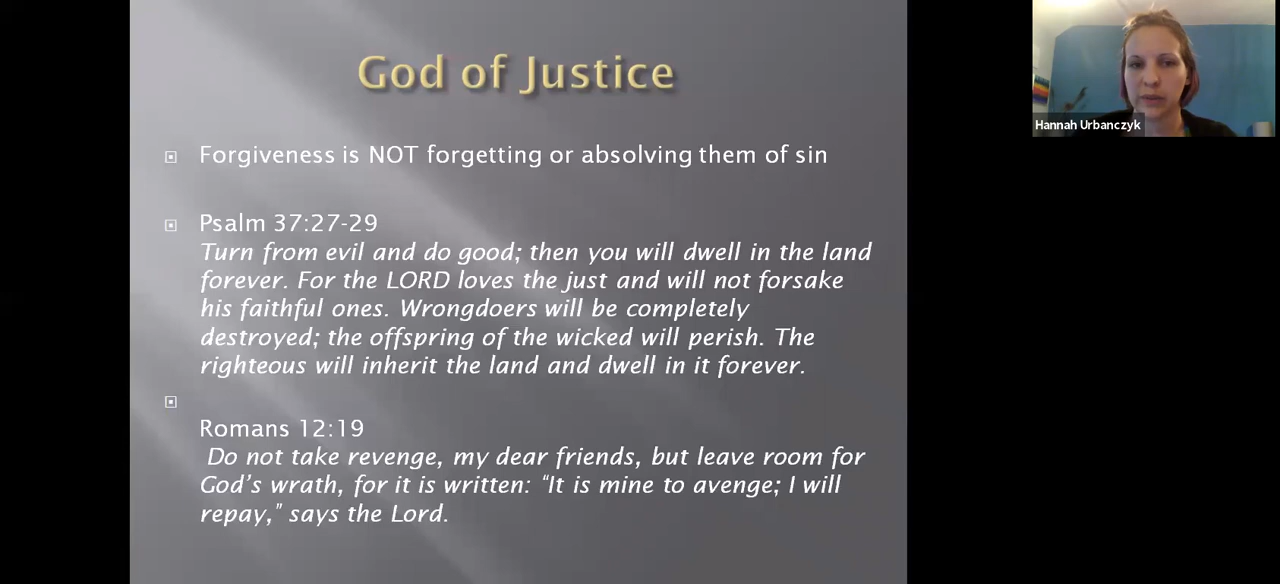 God of Justice
Forgiveness is NOT forgetting or absolving them of sin
Psalm 37:27-29
Turn from evil and do good; then you will dwell in the land
forever. For the LORD loves the just and will not forsake
his faithful ones. Wrongdoers will be completely
destroyed; the offspring of the wicked will perish. The
righteous will inherit the land and dwell in it forever.
Romans 12:19
Do not take revenge, my dear friends, but leave room for
God’s wrath, for it is written: “It is mine to avenge; I will
repay,” says the Lord.
Hannah Urbanczyk